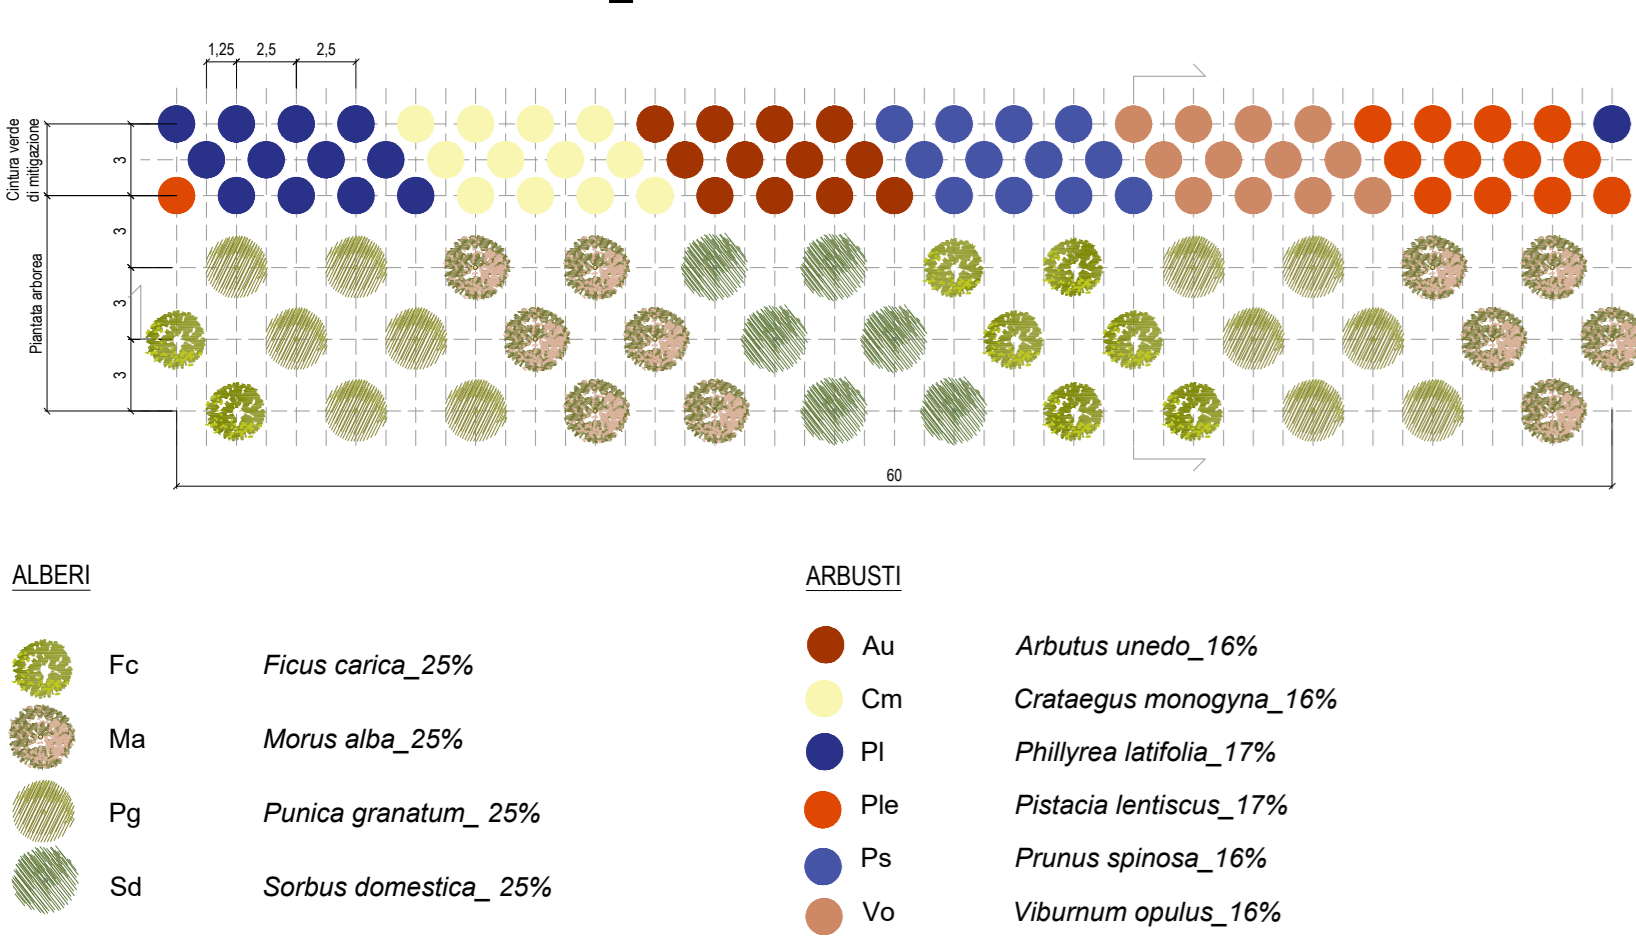 1,25 2,5 2,5
Cintura verde
di mitigazione
3
3
Piantata arborea
3
3
60
ALBERI
Fc Ficus carica_25%
Ma Morus alba_25%
Pg Punica granatum_ 25%
Sd Sorbus domestica_ 25%
ARBUSTI
Au Arbutus unedo_16%
Cm Crataegus monogyna_16%
Pl Phillyrea latifolia_17%
Ple Pistacia lentiscus_17%
Ps Prunus spinosa_16%
Vo Viburnum opulus_16%